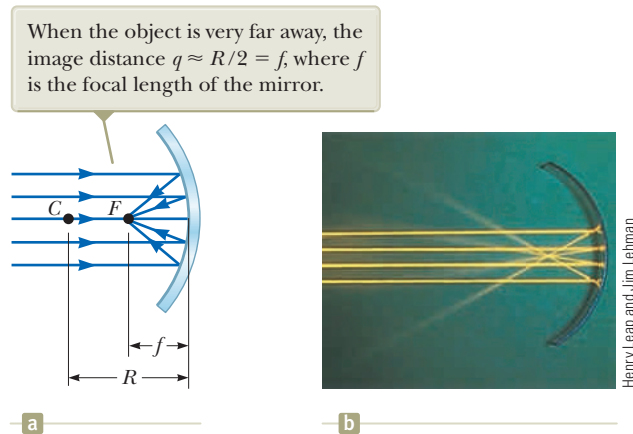 When the object is very far away, the
image distance q ≈ R/2 = f, where f
is the focal length of the mirror.
C
F
f
R
a
b
Henry Leap and Jim Lehman